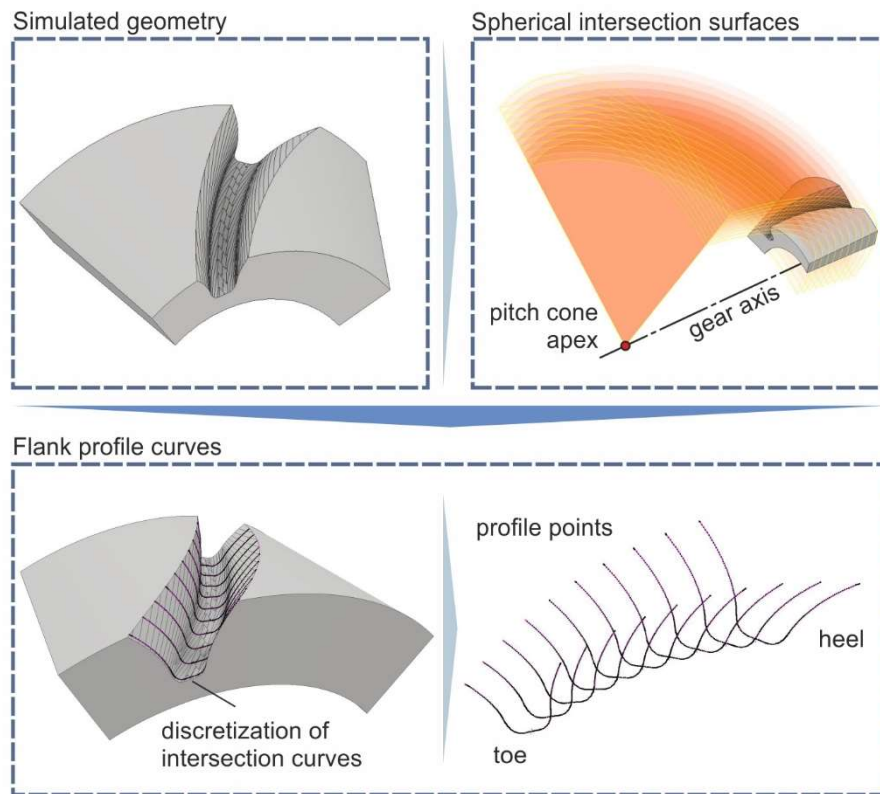 Simulated geometry
Spherical intersection surfaces
pitch cone
apex
gear axis
Flank profile curves
discretization of
intersection curves
profile points
heel
toe